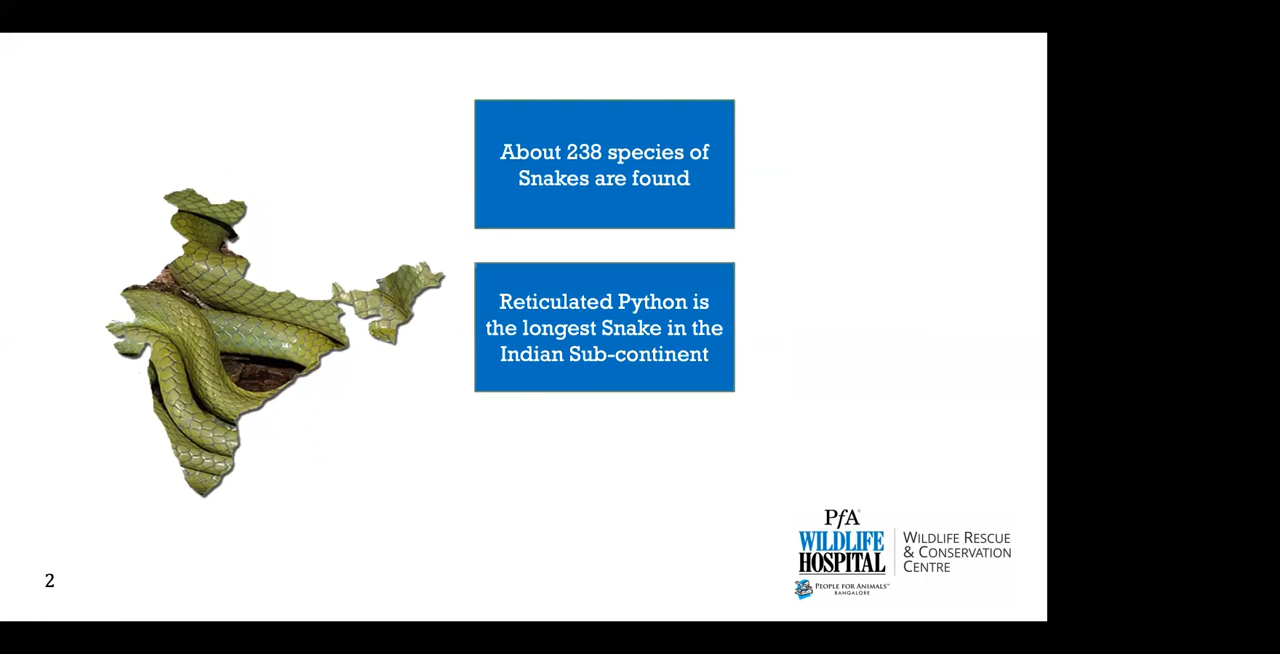 About 238 species of
Snakes are found
Reticulated Python is
the longest Snake in the
Indian Sub-continent
PfA
WILDLIFE
HOSPITAL
PEOPLE FOR ANIMALS™
BANGALORE
WILDLIFE RESCUE
& CONSERVATION
CENTRE
2